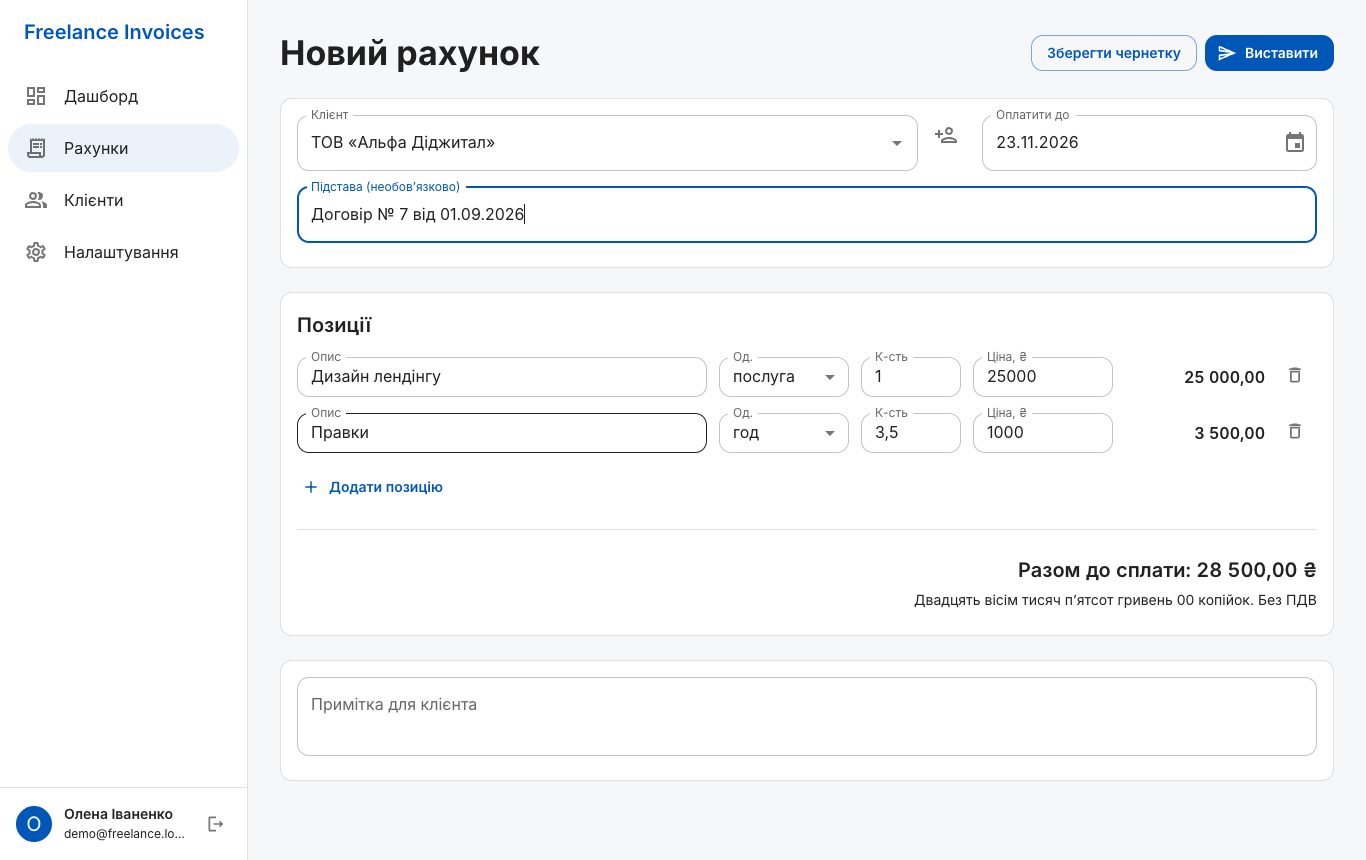 Freelance Invoices
Дашборд
Рахунки
Клієнти
Налаштування
О
Олена Іваненко
demo@freelance.lo...
Новий рахунок
Зберегти чернетку
Виставити
Клієнт
ТОВ «Альфа Діджитал»
Оплатити до
23.11.2026
Підстава (необов’язково)
Договір № 7 від 01.09.2026
Позиції
Опис Од. К-сть Ціна, ₴
Дизайн лендінгу послуга 1 25000 25 000,00
Опис Од. К-сть Ціна, ₴
Правки год 3,5 1000 3 500,00
Додати позицію
Разом до сплати: 28 500,00 ₴
Двадцять вісім тисяч п’ятсот гривень 00 копійок. Без ПДВ
Примітка для клієнта